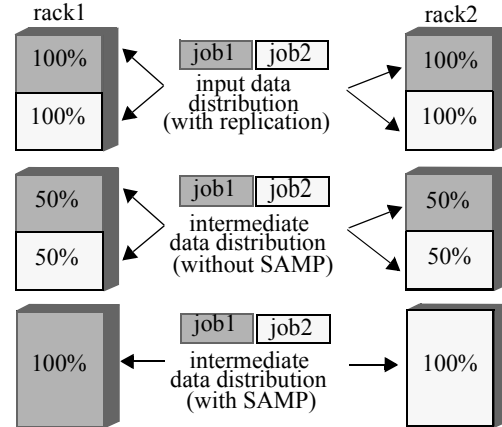 rack1
rack2
100%
job1 job2
100%
input data
distribution
(with replication)
100%
100%
50%
job1 job2
50%
intermediate
data distribution
(without SAMP)
50%
50%
job1 job2
100%
intermediate
data distribution
(with SAMP)
100%